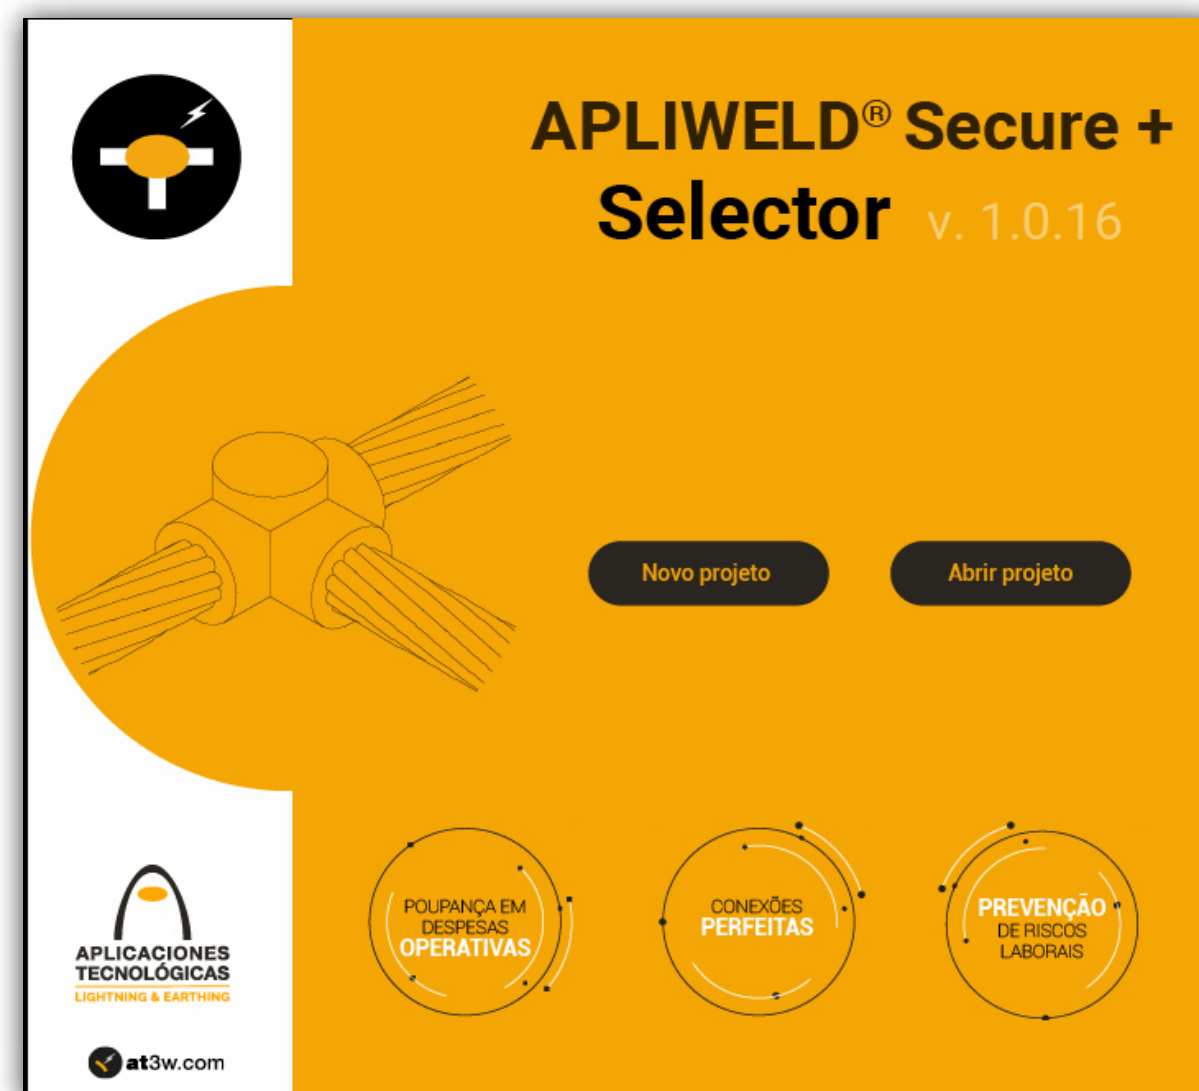 APLIWELD® Secure +
Selector v. 1.0.16
Novo projeto
Abrir projeto
POUPANÇA EM
DESPESAS
OPERATIVAS
CONEXÕES
PERFEITAS
PREVENÇÃO
DE RISCOS
LABORAIS
APLICACIONES
TECNOLÓGICAS
LIGHTNING & EARTHING
at3w.com